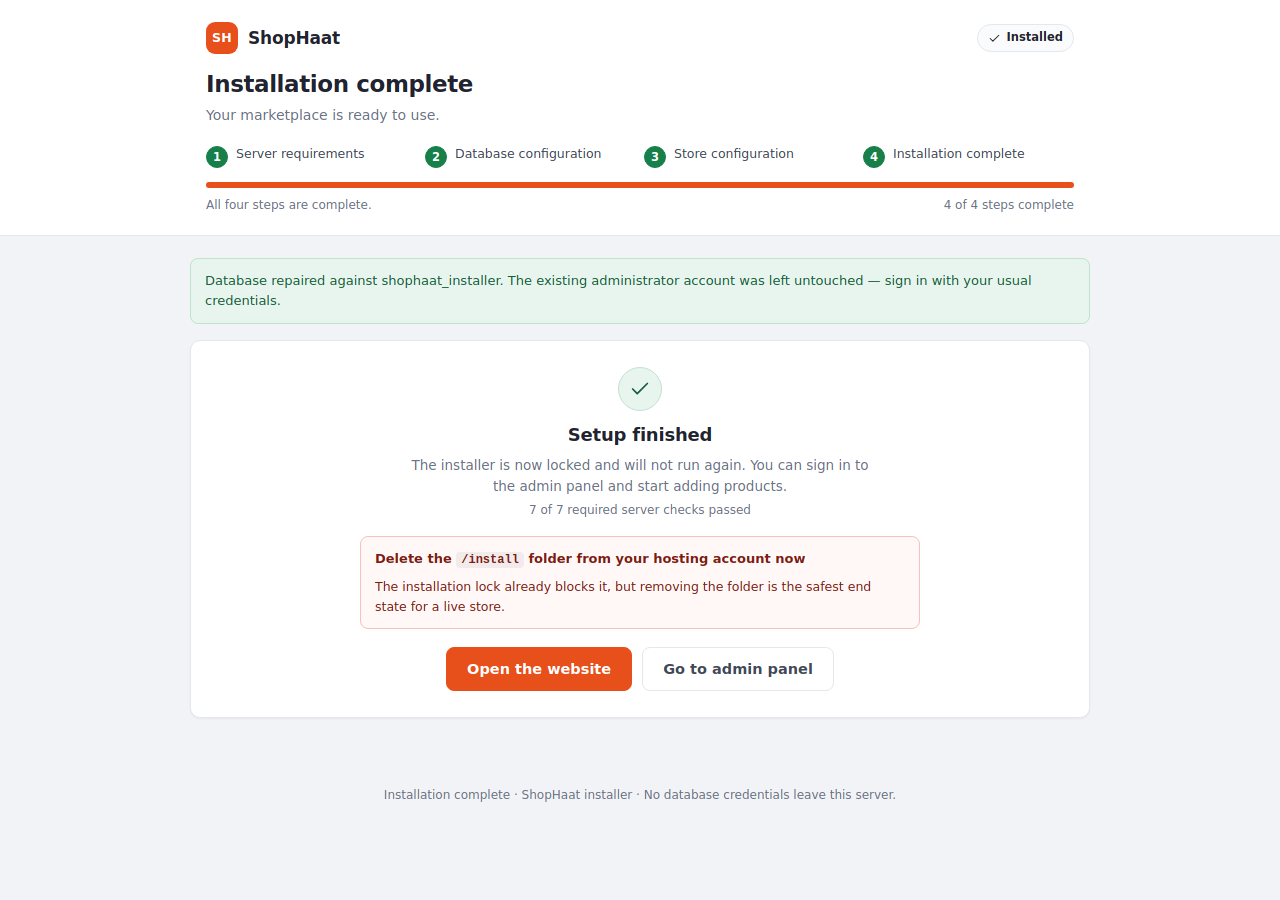 SH ShopHaat
Installed
Installation complete
Your marketplace is ready to use.
1 Server requirements
2 Database configuration
3 Store configuration
4 Installation complete
All four steps are complete.
4 of 4 steps complete
Database repaired against shophaat_installer. The existing administrator account was left untouched — sign in with your usual
credentials.
Setup finished
The installer is now locked and will not run again. You can sign in to
the admin panel and start adding products.
7 of 7 required server checks passed
Delete the /install folder from your hosting account now
The installation lock already blocks it, but removing the folder is the safest end
state for a live store.
Open the website
Go to admin panel
Installation complete · ShopHaat installer · No database credentials leave this server.